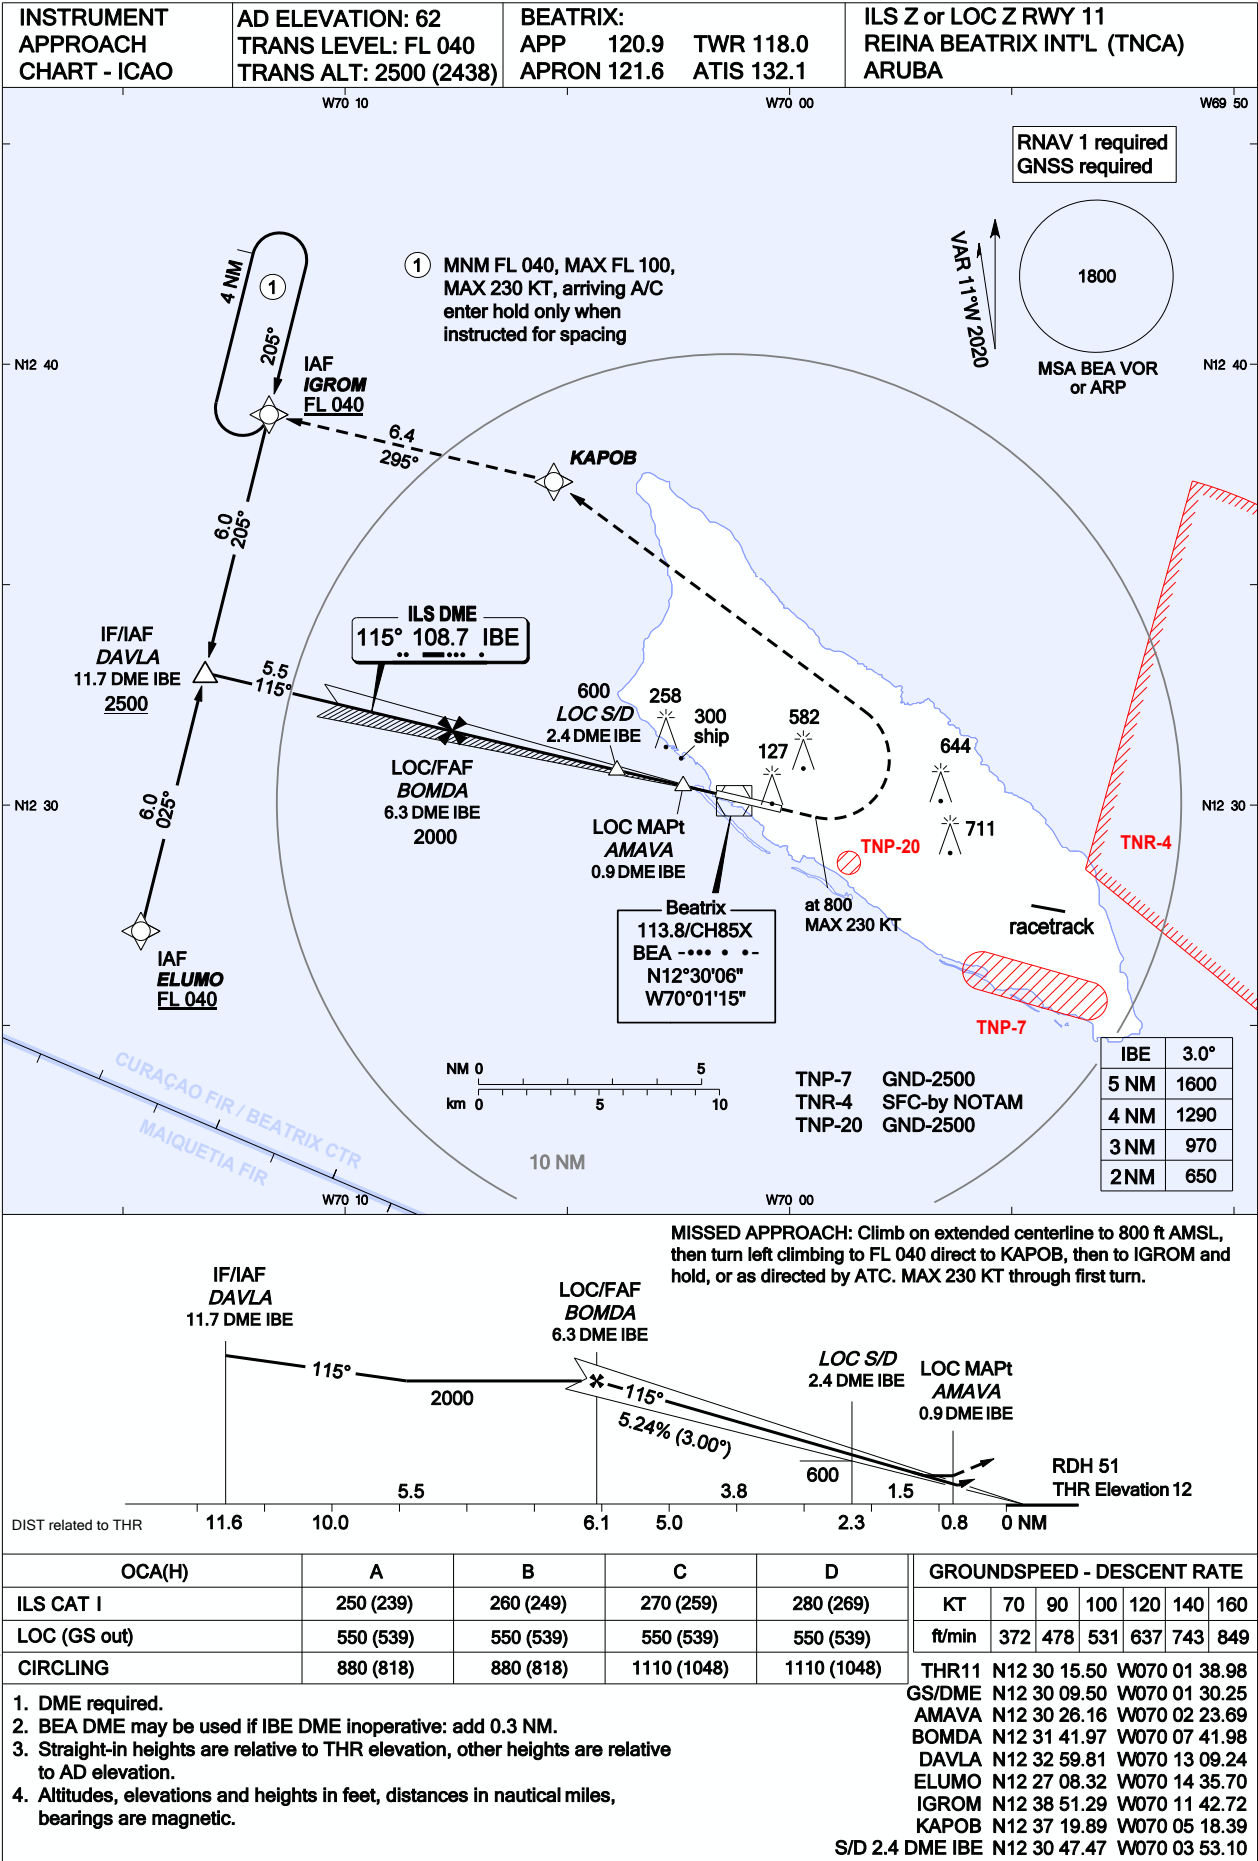 INSTRUMENT
APPROACH
CHART - ICAO
AD ELEVATION: 62
TRANS LEVEL: FL 040
TRANS ALT: 2500 (2438)
BEATRIX:
APP 120.9 TWR 118.0
APRON 121.6 ATIS 132.1
ILS Z or LOC Z RWY 11
REINA BEATRIX INT'L (TNCA)
ARUBA
W70 10
W70 00
W69 50
RNAV 1 required
GNSS required
VAR 11°W 2020
1800
MSA BEA VOR
or ARP
4 NM
1
205°
1 MNM FL 040, MAX FL 100,
MAX 230 KT, arriving A/C
enter hold only when
instructed for spacing
N12 40
N12 40
IAF
IGROM
FL 040
6.4
295°
KAPOB
6.0
205°
ILS DME
115° 108.7 IBE
IF/IAF
DAVLA
11.7 DME IBE
2500
5.5
115°
600
LOC S/D
2.4 DME IBE
258
300
ship
582
127
644
711
LOC/FAF
BOMDA
6.3 DME IBE
2000
N12 30
6.0
025°
LOC MAPt
AMAVA
0.9 DME IBE
TNP-20
TNR-4
at 800
MAX 230 KT
racetrack
Beatrix
113.8/CH85X
BEA
N12°30'06"
W70°01'15"
IAF
ELUMO
FL 040
TNP-7
CURAÇAO FIR / BEATRIX CTR
MAIQUETIA FIR
NM 0 5
km 0 5 10
10 NM
TNP-7 GND-2500
TNR-4 SFC-by NOTAM
TNP-20 GND-2500
IBE 3.0°
5 NM 1600
4 NM 1290
3 NM 970
2 NM 650
N12 30
W70 10
W70 00
MISSED APPROACH: Climb on extended centerline to 800 ft AMSL,
then turn left climbing to FL 040 direct to KAPOB, then to IGROM and
hold, or as directed by ATC. MAX 230 KT through first turn.
IF/IAF
DAVLA
11.7 DME IBE
LOC/FAF
BOMDA
6.3 DME IBE
LOC S/D
2.4 DME IBE
LOC MAPt
AMAVA
0.9 DME IBE
115°
2000
115°
5.24% (3.00°)
600
RDH 51
THR Elevation 12
5.5 3.8 1.5
DIST related to THR 11.6 10.0 6.1 5.0 2.3 0.8 0 NM
OCA(H) A B C D
ILS CAT I 250 (239) 260 (249) 270 (259) 280 (269)
LOC (GS out) 550 (539) 550 (539) 550 (539) 550 (539)
CIRCLING 880 (818) 880 (818) 1110 (1048) 1110 (1048)
GROUNDSPEED - DESCENT RATE
KT 70 90 100 120 140 160
ft/min 372 478 531 637 743 849
1. DME required.
2. BEA DME may be used if IBE DME inoperative: add 0.3 NM.
3. Straight-in heights are relative to THR elevation, other heights are relative
to AD elevation.
4. Altitudes, elevations and heights in feet, distances in nautical miles,
bearings are magnetic.
THR11 N12 30 15.50 W070 01 38.98
GS/DME N12 30 09.50 W070 01 30.25
AMAVA N12 30 26.16 W070 02 23.69
BOMDA N12 31 41.97 W070 07 41.98
DAVLA N12 32 59.81 W070 13 09.24
ELUMO N12 27 08.32 W070 14 35.70
IGROM N12 38 51.29 W070 11 42.72
KAPOB N12 37 19.89 W070 05 18.39
S/D 2.4 DME IBE N12 30 47.47 W070 03 53.10